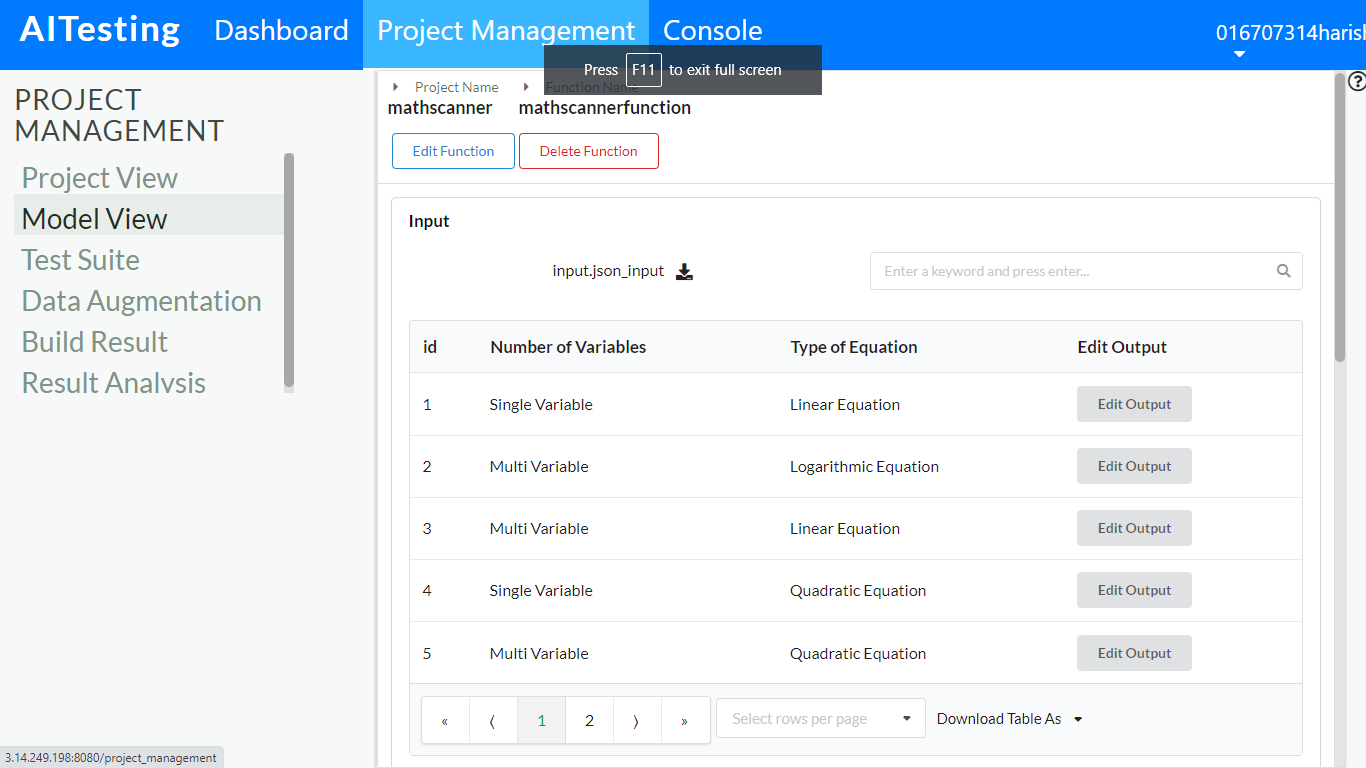 AITesting Dashboard Project Management Console 016707314harish
Press F11 to exit full screen
PROJECT
MANAGEMENT
Project View
Model View
Test Suite
Data Augmentation
Build Result
Result Analysis
Project Name Function Name
mathscanner mathscannerfunction
Edit Function Delete Function
Input
input.json_input Enter a keyword and press enter...
id Number of Variables Type of Equation Edit Output
1 Single Variable Linear Equation Edit Output
2 Multi Variable Logarithmic Equation Edit Output
3 Multi Variable Linear Equation Edit Output
4 Single Variable Quadratic Equation Edit Output
5 Multi Variable Quadratic Equation Edit Output
« ⟨ 1 2 ⟩ » Select rows per page Download Table As
3.14.249.198:8080/project_management